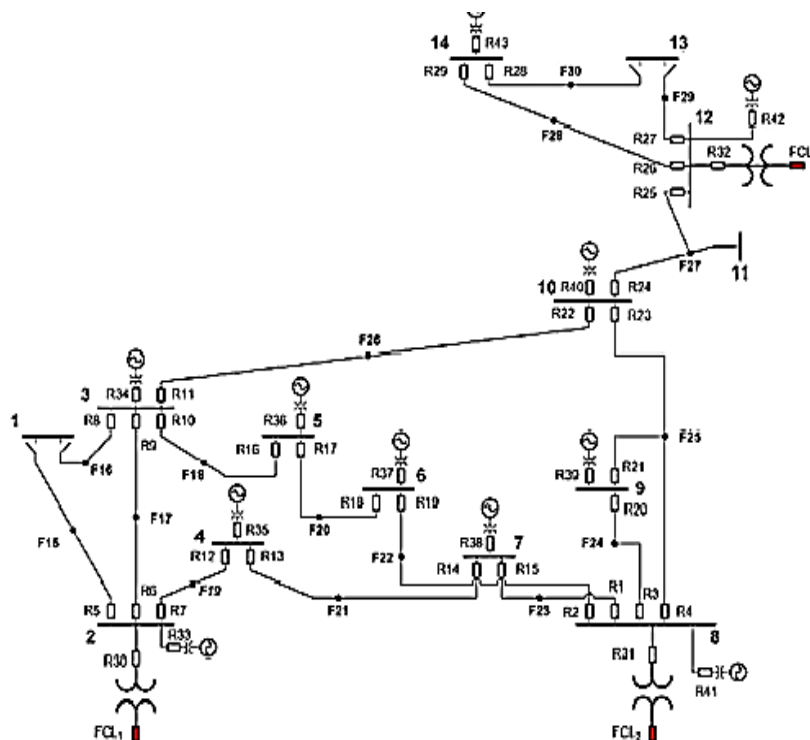 14
R43
13
R29
R28
F30
F29
12
F28
R42
R27
R32
FCL
R26
R25
F27
11
R40
R24
10
R22
R23
F26
3
R34
R11
1
R8
R10
R9
5
R36
F25
F16
R16
R17
F18
6
R37
R39
R21
9
R18
R19
R20
F15
F17
F20
4
R35
F22
7
R38
F24
R12
R13
R14
R15
R1
R3
F19
F21
F23
R5
R6
R7
R2
R4
2
R33
8
R30
R31
R41
FCL₁
FCL₂